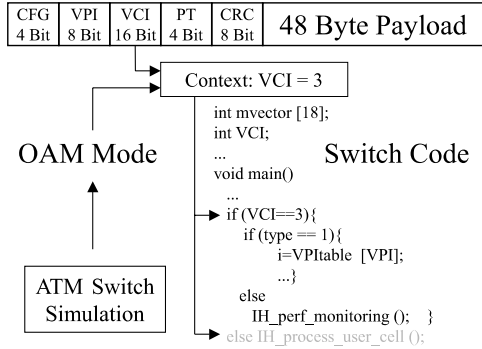 CFG VPI VCI PT CRC 48 Byte Payload
4 Bit 8 Bit 16 Bit 4 Bit 8 Bit
Context: VCI = 3
int mvector [18];
int VCI;
...
OAM Mode
Switch Code
void main()
...
if (VCI==3){
if (type == 1){
i=VPItable [VPI];
...}
else
IH_perf_monitoring (); }
else IH_process_user_cell ();
ATM Switch
Simulation